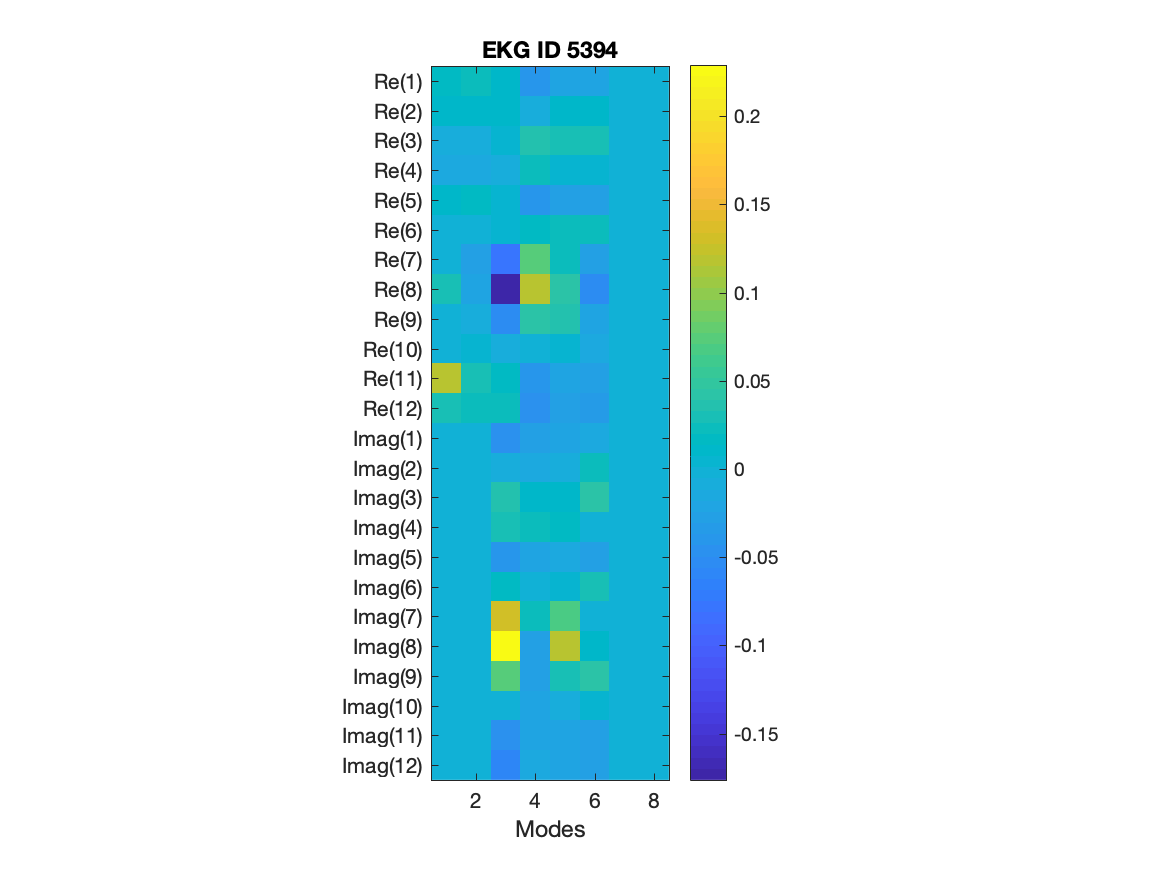 EKG ID 5394
Re(1)
Re(2)
Re(3)
Re(4)
Re(5)
Re(6)
Re(7)
Re(8)
Re(9)
Re(10)
Re(11)
Re(12)
Imag(1)
Imag(2)
Imag(3)
Imag(4)
Imag(5)
Imag(6)
Imag(7)
Imag(8)
Imag(9)
Imag(10)
Imag(11)
Imag(12)
2 4 6 8
Modes
0.2
0.15
0.1
0.05
0
-0.05
-0.1
-0.15